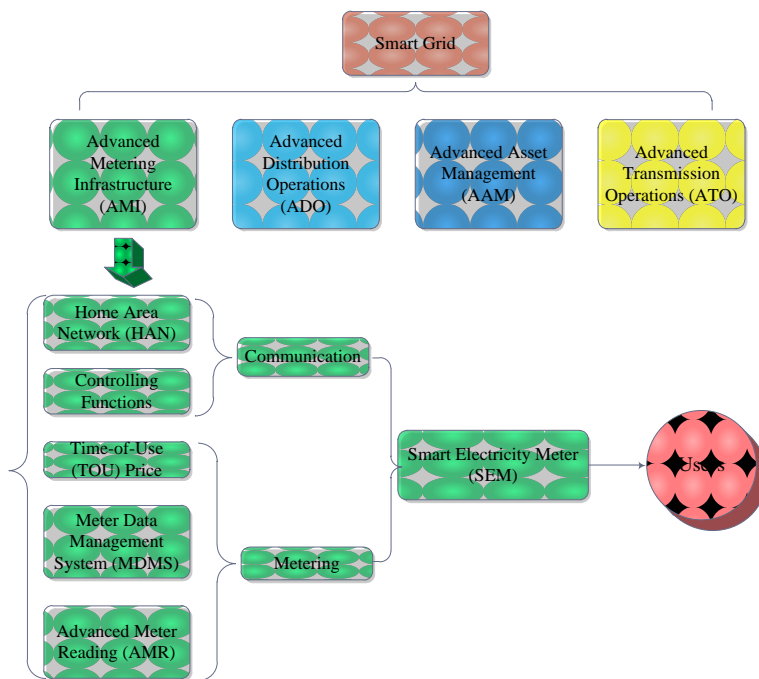 Smart Grid
Advanced
Metering
Infrastructure
(AMI)
Advanced
Distribution
Operations
(ADO)
Advanced Asset
Management
(AAM)
Advanced
Transmission
Operations (ATO)
Home Area
Network (HAN)
Controlling
Functions
Communication
Time-of-Use
(TOU) Price
Smart Electricity Meter
(SEM)
Users
Meter Data
Management
System (MDMS)
Metering
Advanced Meter
Reading (AMR)